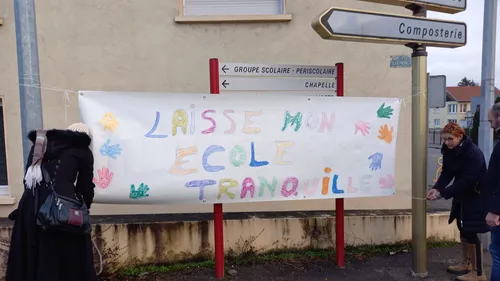 Composterie
GROUPE SCOLAIRE - PERISCOLAIRE
CHAPELLE
LAISSE MON
ECOLE
TRANQUILLE